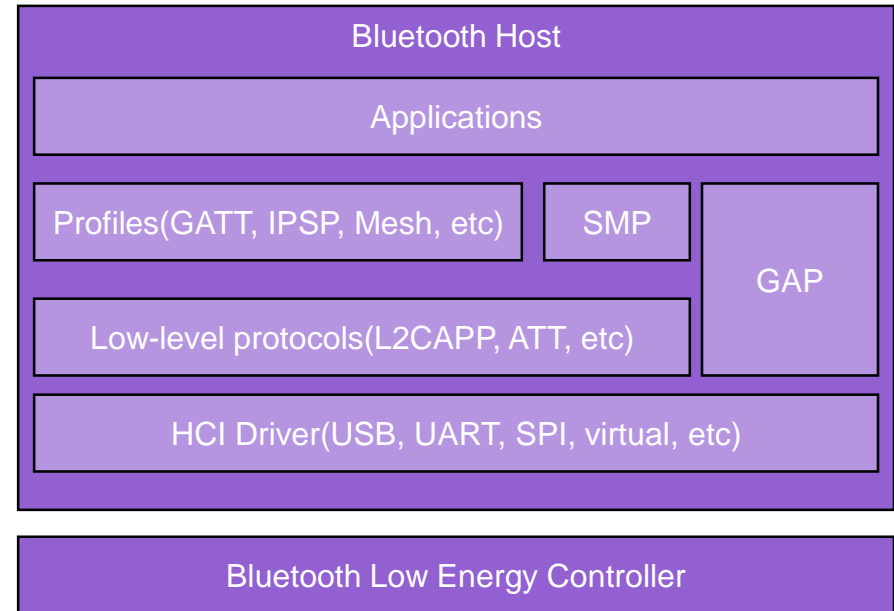 Bluetooth Host
Applications
Profiles(GATT, IPSP, Mesh, etc)
SMP
GAP
Low-level protocols(L2CAPP, ATT, etc)
HCI Driver(USB, UART, SPI, virtual, etc)
Bluetooth Low Energy Controller